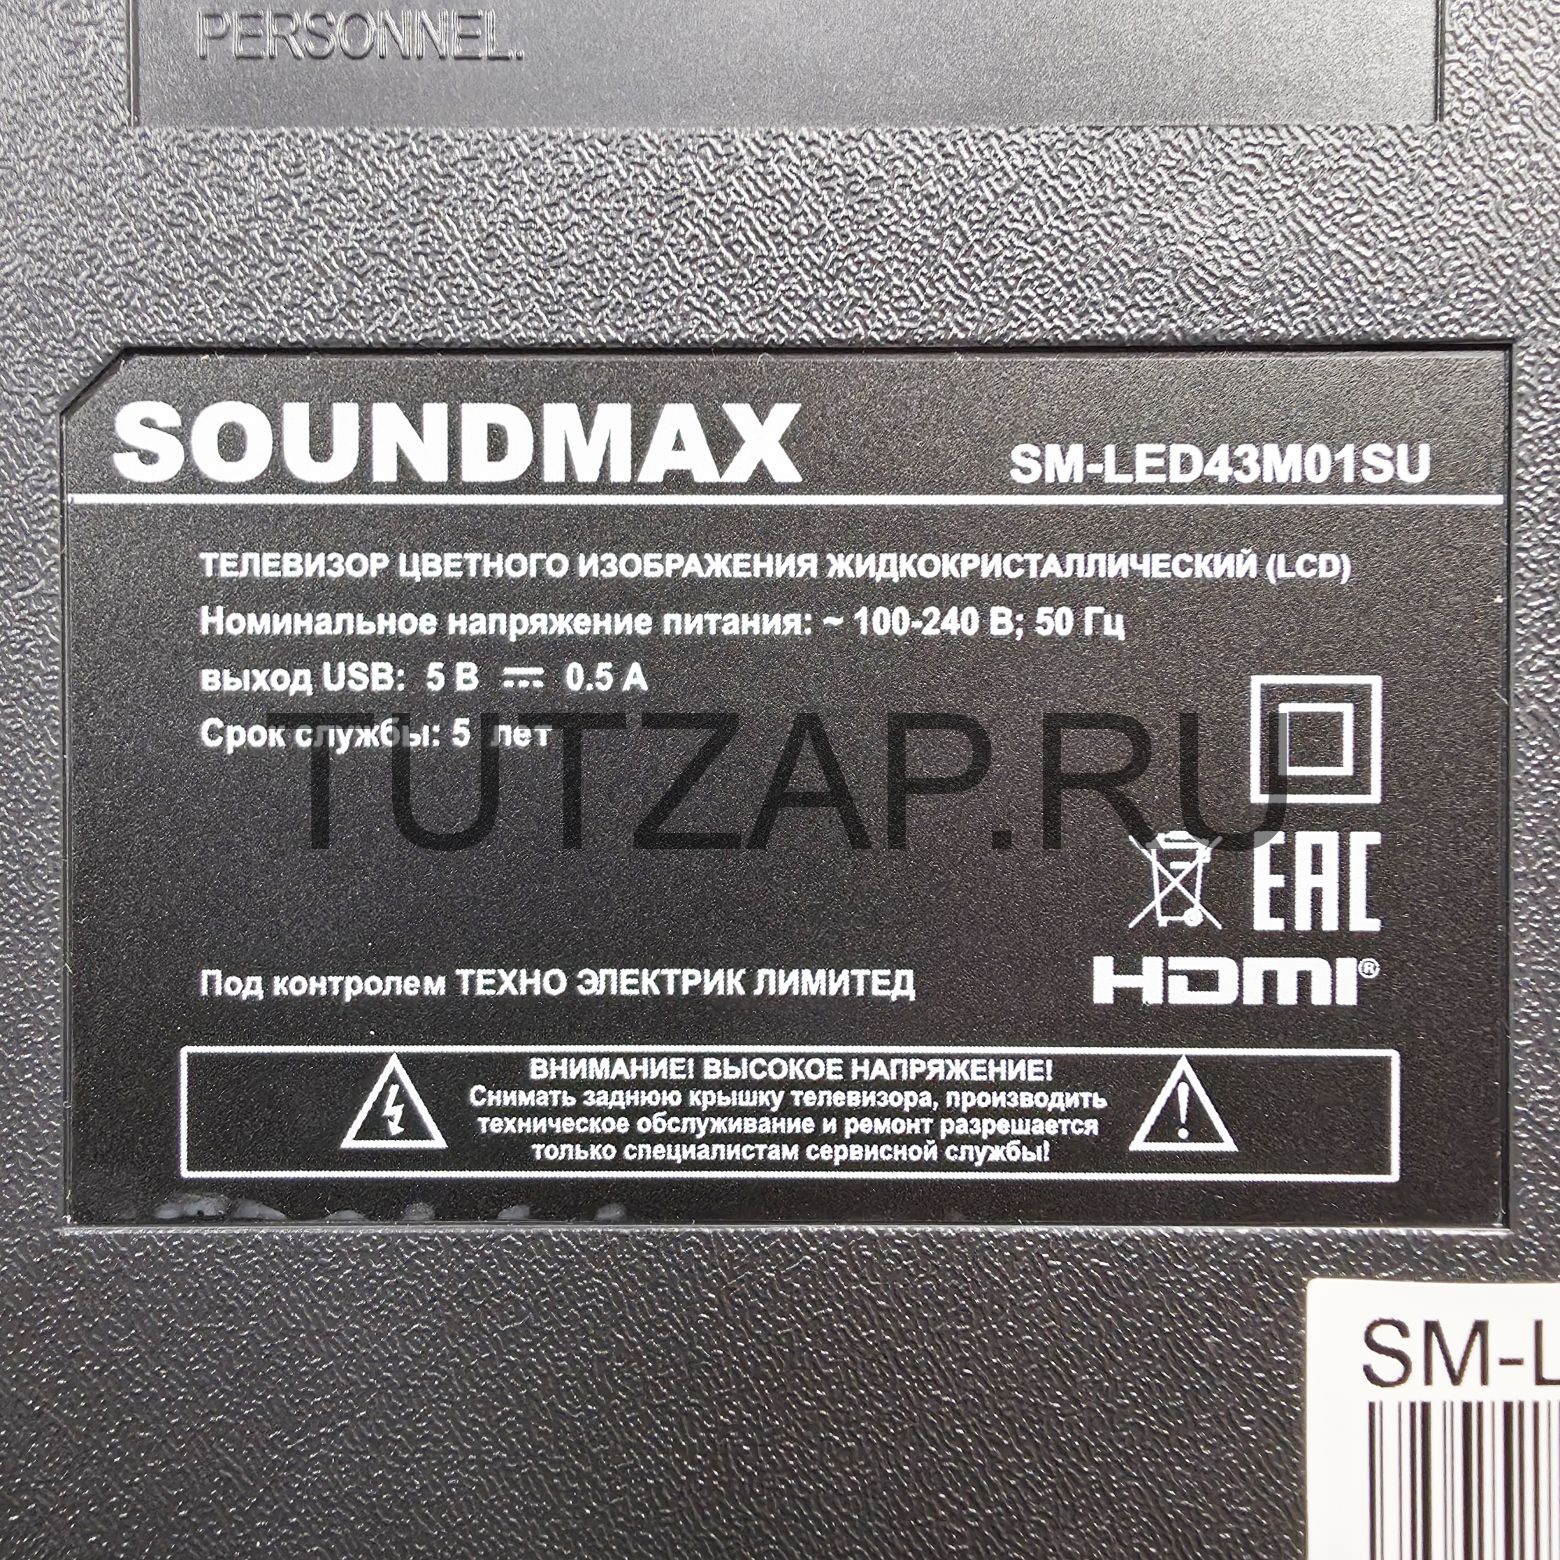 PERSONNEL.
SOUNDMAX
SM-LED43M01SU
ТЕЛЕВИЗОР ЦВЕТНОГО ИЗОБРАЖЕНИЯ ЖИДКОКРИСТАЛЛИЧЕСКИЙ (LCD)
Номинальное напряжение питания: ~ 100-240 В; 50 Гц
выход USB: 5 В ⎓ 0.5 А
Срок службы: 5 лет
TUTZAP.RU
EAC
Под контролем ТЕХНО ЭЛЕКТРИК ЛИМИТЕД
HDMI®
ВНИМАНИЕ! ВЫСОКОЕ НАПРЯЖЕНИЕ!
Снимать заднюю крышку телевизора, производить
техническое обслуживание и ремонт разрешается
только специалистам сервисной службы!
SM-L